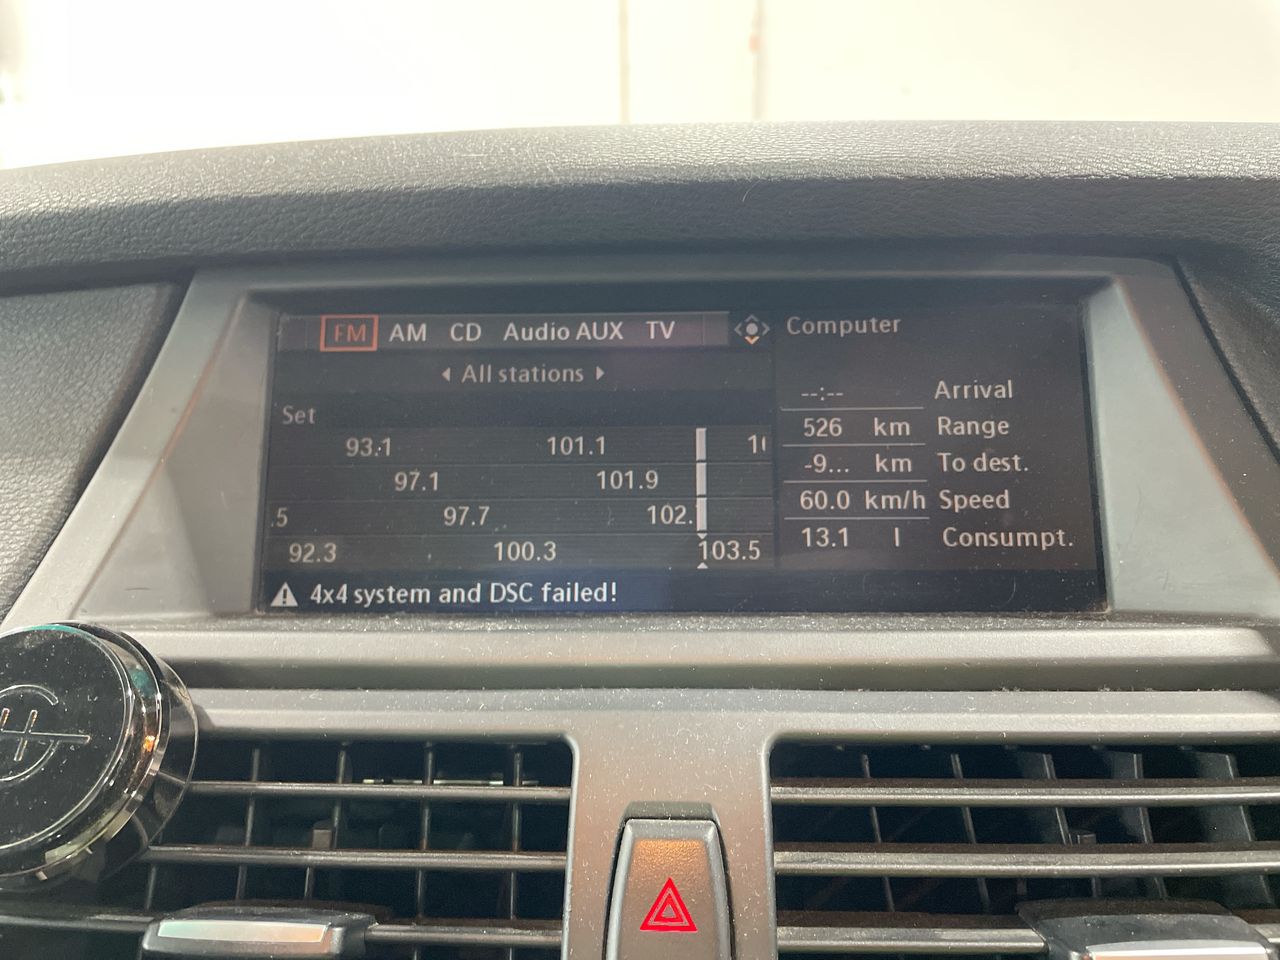 FM AM CD Audio AUX TV
All stations
Set
93.1 101.1
97.1 101.9
.5 97.7 102.
92.3 100.3 103.5
4x4 system and DSC failed!
Computer
--:-- Arrival
526 km Range
-9... km To dest.
60.0 km/h Speed
13.1 l Consumpt.